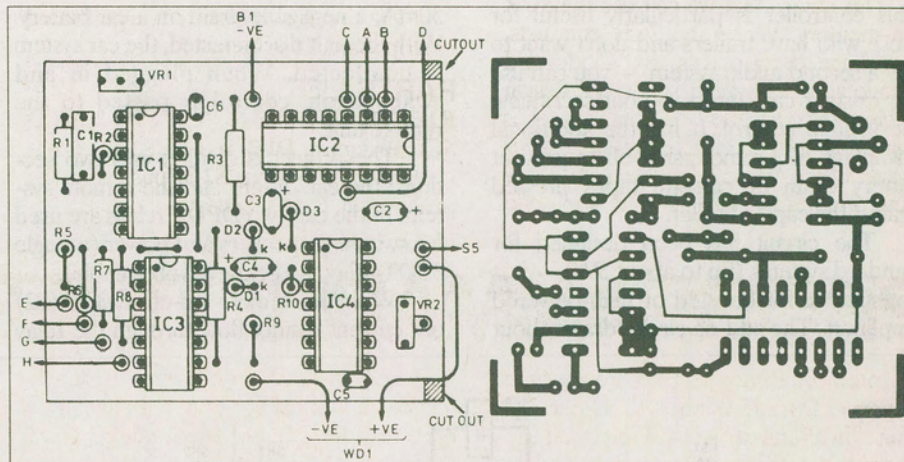 B1
-VE
C A B D
CUTOUT
VR1
C6
R1
C1
R2
IC1
R3
IC2
C3
+
D3
D2
k
k
C2
R5
R7
R8
R6
+
C4
k
D1
R4
R10
IC4
S5
VR2
IC3
R9
E
F
G
H
C5
CUT OUT
-VE +VE
WD1